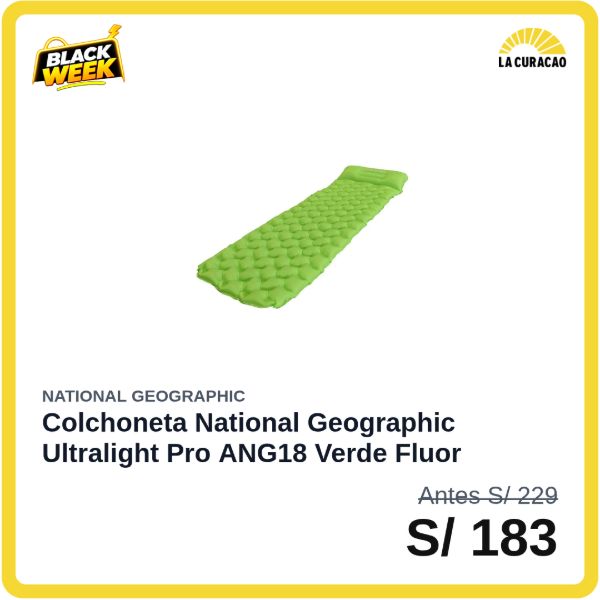 BLACK
WEEK
LA CURACAO
NATIONAL GEOGRAPHIC
Colchoneta National Geographic
Ultralight Pro ANG18 Verde Fluor
Antes S/ 229
S/ 183